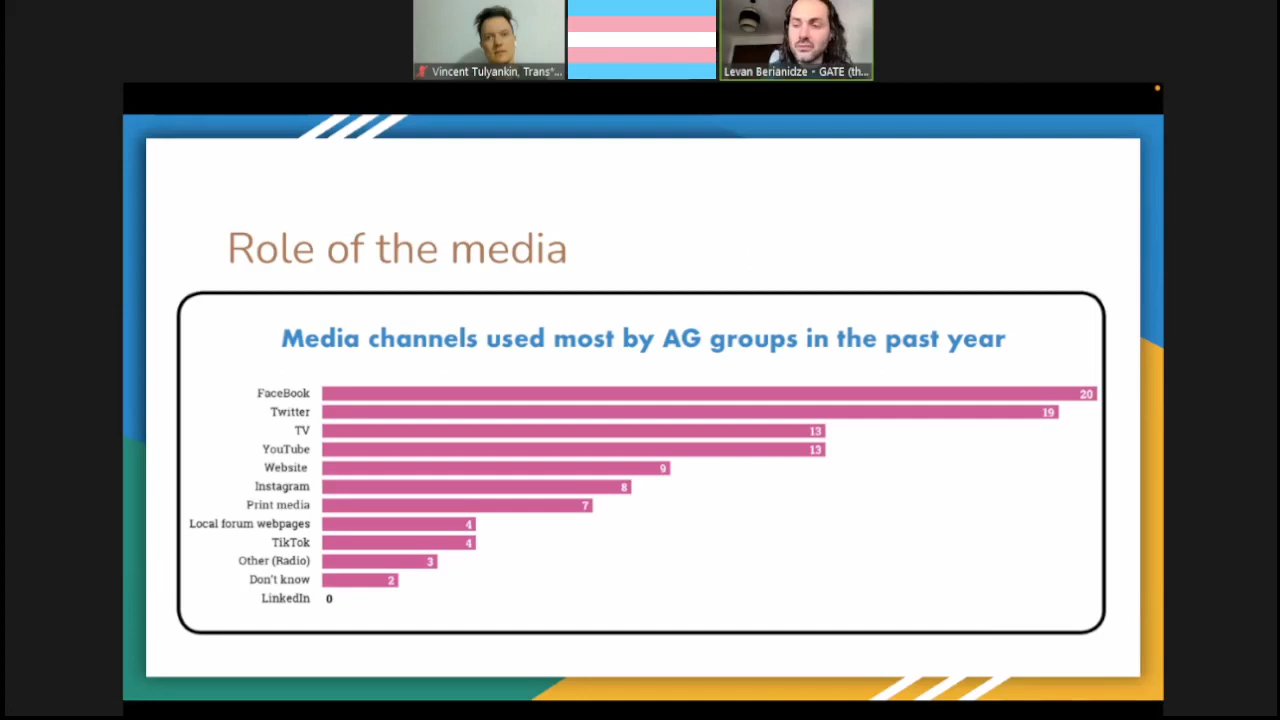 Vincent Tulyankin, Trans*...
Levan Berianidze - GATE (th...
Role of the media
Media channels used most by AG groups in the past year
FaceBook 20
Twitter 19
TV 13
YouTube 13
Website 9
Instagram 8
Print media 7
Local forum webpages 4
TikTok 4
Other (Radio) 3
Don't know 2
LinkedIn 0